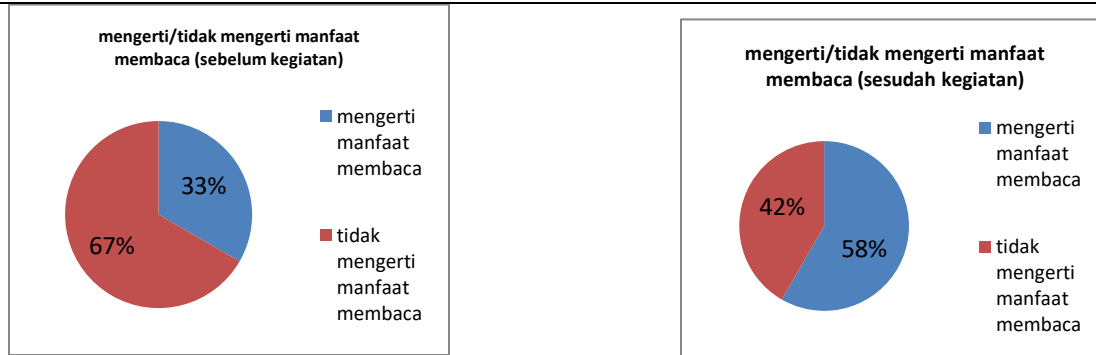 mengerti/tidak mengerti manfaat
membaca (sebelum kegiatan)
33%
67%
mengerti
manfaat
membaca
tidak
mengerti
manfaat
membaca
mengerti/tidak mengerti manfaat
membaca (sesudah kegiatan)
42%
58%
mengerti
manfaat
membaca
tidak
mengerti
manfaat
membaca